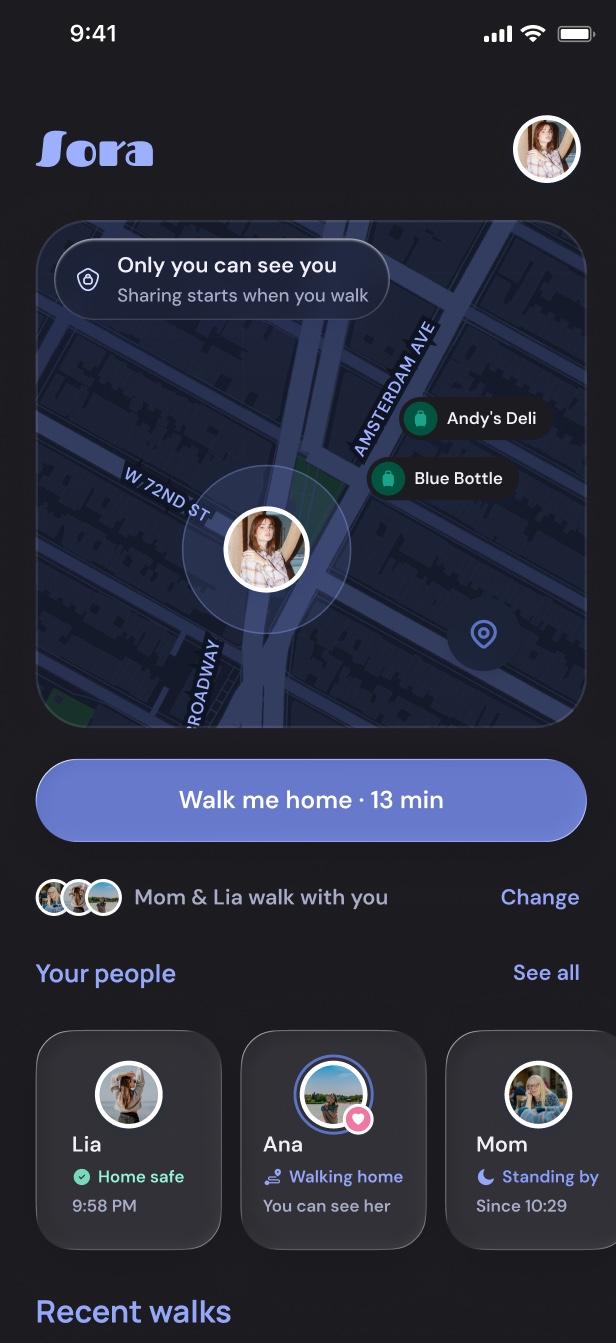 9:41
Sora
Only you can see you
Sharing starts when you walk
AMSTERDAM AVE
Andy's Deli
Blue Bottle
W 72ND ST
ROADWAY
Walk me home · 13 min
Mom & Lia walk with you
Change
Your people
See all
Lia
Home safe
9:58 PM
Ana
Walking home
You can see her
Mom
Standing by
Since 10:29
Recent walks